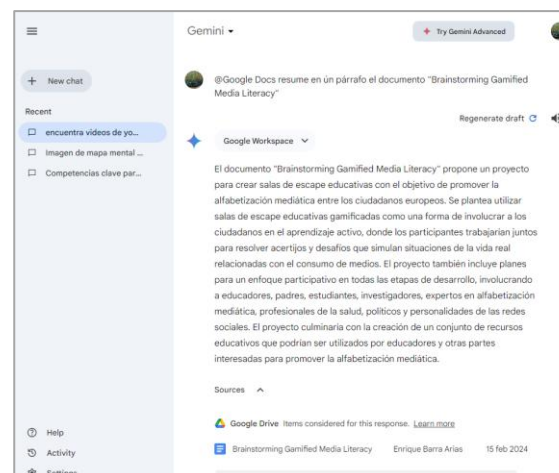 Gemini
Try Gemini Advanced
New chat
Recent
encuentra videos de yo...
Imagen de mapa mental ...
Competencias clave par...
Help
Activity
Settings
@Google Docs resume en ún párrafo el documento "Brainstorming Gamified
Media Literacy"
Regenerate draft
Google Workspace
El documento "Brainstorming Gamified Media Literacy" propone un proyecto
para crear salas de escape educativas con el objetivo de promover la
alfabetización mediática entre los ciudadanos europeos. Se plantea utilizar
salas de escape educativas gamificadas como una forma de involucrar a los
ciudadanos en el aprendizaje activo, donde los participantes trabajarían juntos
para resolver acertijos y desafíos que simulan situaciones de la vida real
relacionadas con el consumo de medios. El proyecto también incluye planes
para un enfoque participativo en todas las etapas de desarrollo, involucrando
a educadores, padres, estudiantes, investigadores, expertos en alfabetización
mediática, profesionales de la salud, políticos y personalidades de las redes
sociales. El proyecto culminaría con la creación de un conjunto de recursos
educativos que podrían ser utilizados por educadores y otras partes
interesadas para promover la alfabetización mediática.
Sources
Google Drive Items considered for this response. Learn more
Brainstorming Gamified Media Literacy Enrique Barra Arias 15 feb 2024